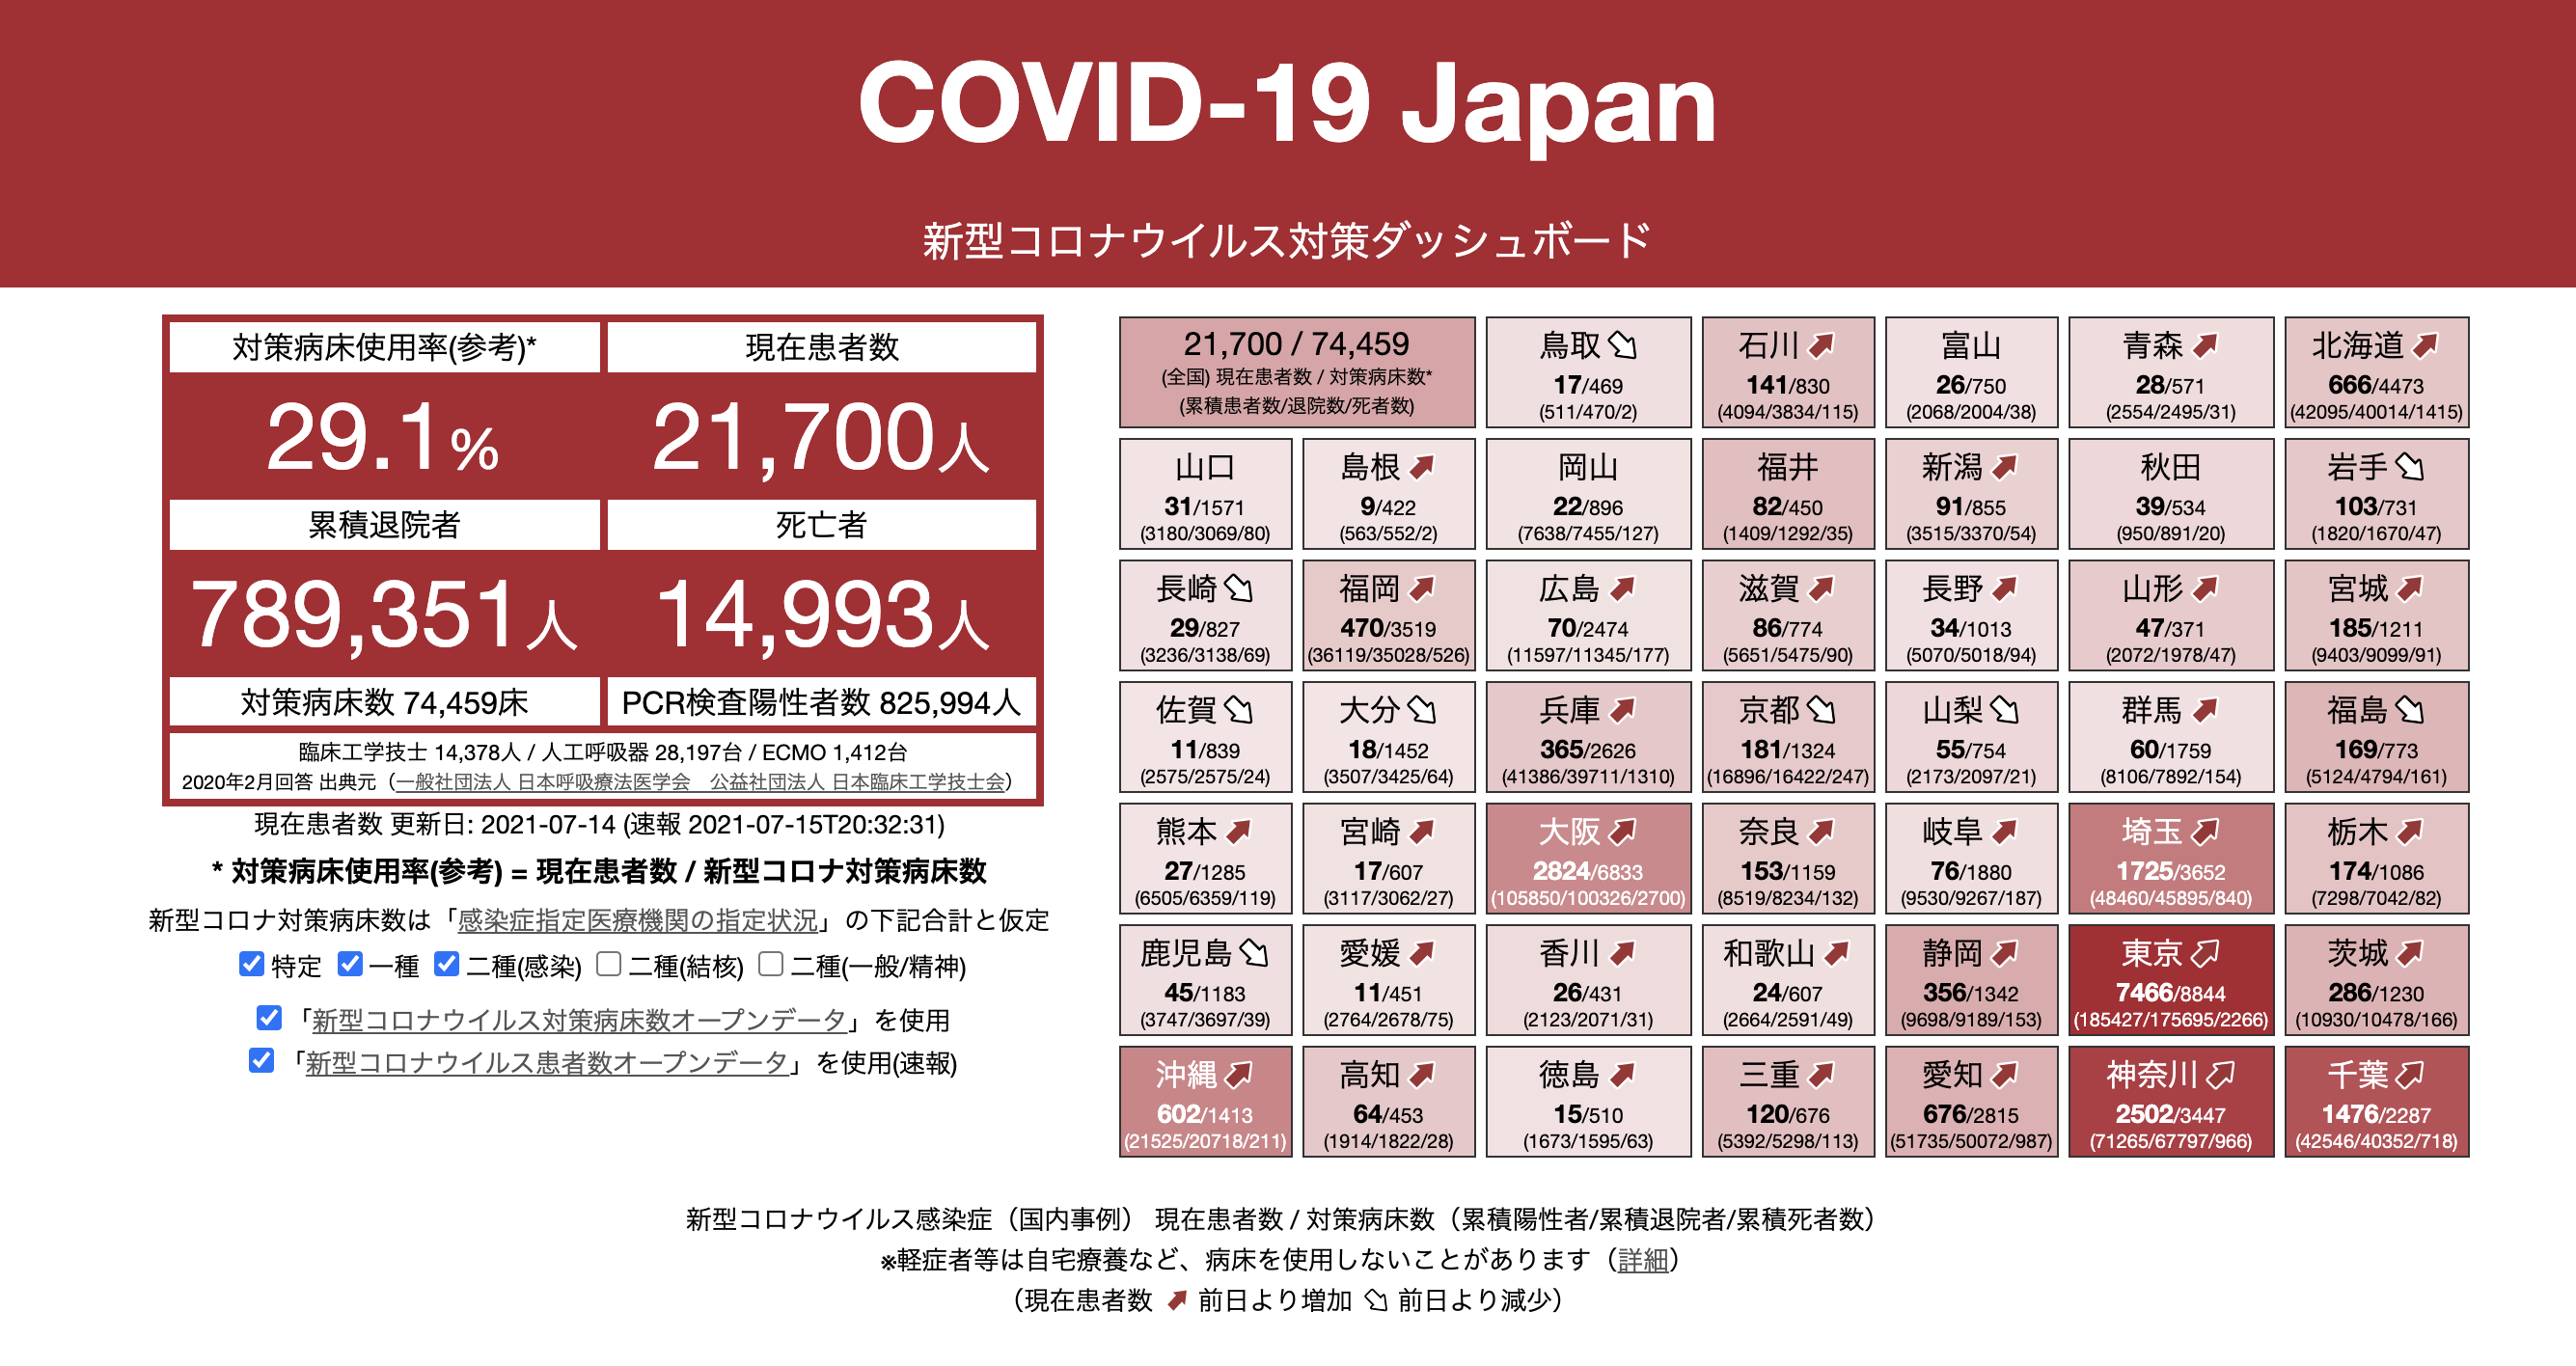 COVID-19 Japan
新型コロナウイルス対策ダッシュボード
対策病床使用率(参考)* 現在患者数
29.1% 21,700人
累積退院者 死亡者
789,351人 14,993人
対策病床数 74,459床 PCR検査陽性者数 825,994人
臨床工学技士 14,378人 / 人工呼吸器 28,197台 / ECMO 1,412台
2020年2月回答 出典元（一般社団法人 日本呼吸療法医学会　公益社団法人 日本臨床工学技士会）
現在患者数 更新日: 2021-07-14 (速報 2021-07-15T20:32:31)
* 対策病床使用率(参考) = 現在患者数 / 新型コロナ対策病床数
新型コロナ対策病床数は「感染症指定医療機関の指定状況」の下記合計と仮定
特定 一種 二種(感染) 二種(結核) 二種(一般/精神)
「新型コロナウイルス対策病床数オープンデータ」を使用
「新型コロナウイルス患者数オープンデータ」を使用(速報)
21,700 / 74,459
(全国) 現在患者数 / 対策病床数*
(累積患者数/退院数/死者数)
鳥取
17/469
(511/470/2)
石川
141/830
(4094/3834/115)
富山
26/750
(2068/2004/38)
青森
28/571
(2554/2495/31)
北海道
666/4473
(42095/40014/1415)
山口
31/1571
(3180/3069/80)
島根
9/422
(563/552/2)
岡山
22/896
(7638/7455/127)
福井
82/450
(1409/1292/35)
新潟
91/855
(3515/3370/54)
秋田
39/534
(950/891/20)
岩手
103/731
(1820/1670/47)
長崎
29/827
(3236/3138/69)
福岡
470/3519
(36119/35028/526)
広島
70/2474
(11597/11345/177)
滋賀
86/774
(5651/5475/90)
長野
34/1013
(5070/5018/94)
山形
47/371
(2072/1978/47)
宮城
185/1211
(9403/9099/91)
佐賀
11/839
(2575/2575/24)
大分
18/1452
(3507/3425/64)
兵庫
365/2626
(41386/39711/1310)
京都
181/1324
(16896/16422/247)
山梨
55/754
(2173/2097/21)
群馬
60/1759
(8106/7892/154)
福島
169/773
(5124/4794/161)
熊本
27/1285
(6505/6359/119)
宮崎
17/607
(3117/3062/27)
大阪
2824/6833
(105850/100326/2700)
奈良
153/1159
(8519/8234/132)
岐阜
76/1880
(9530/9267/187)
埼玉
1725/3652
(48460/45895/840)
栃木
174/1086
(7298/7042/82)
鹿児島
45/1183
(3747/3697/39)
愛媛
11/451
(2764/2678/75)
香川
26/431
(2123/2071/31)
和歌山
24/607
(2664/2591/49)
静岡
356/1342
(9698/9189/153)
東京
7466/8844
(185427/175695/2266)
茨城
286/1230
(10930/10478/166)
沖縄
602/1413
(21525/20718/211)
高知
64/453
(1914/1822/28)
徳島
15/510
(1673/1595/63)
三重
120/676
(5392/5298/113)
愛知
676/2815
(51735/50072/987)
神奈川
2502/3447
(71265/67797/966)
千葉
1476/2287
(42546/40352/718)
新型コロナウイルス感染症（国内事例） 現在患者数 / 対策病床数（累積陽性者/累積退院者/累積死者数）
※軽症者等は自宅療養など、病床を使用しないことがあります（詳細）
（現在患者数 前日より増加 前日より減少）